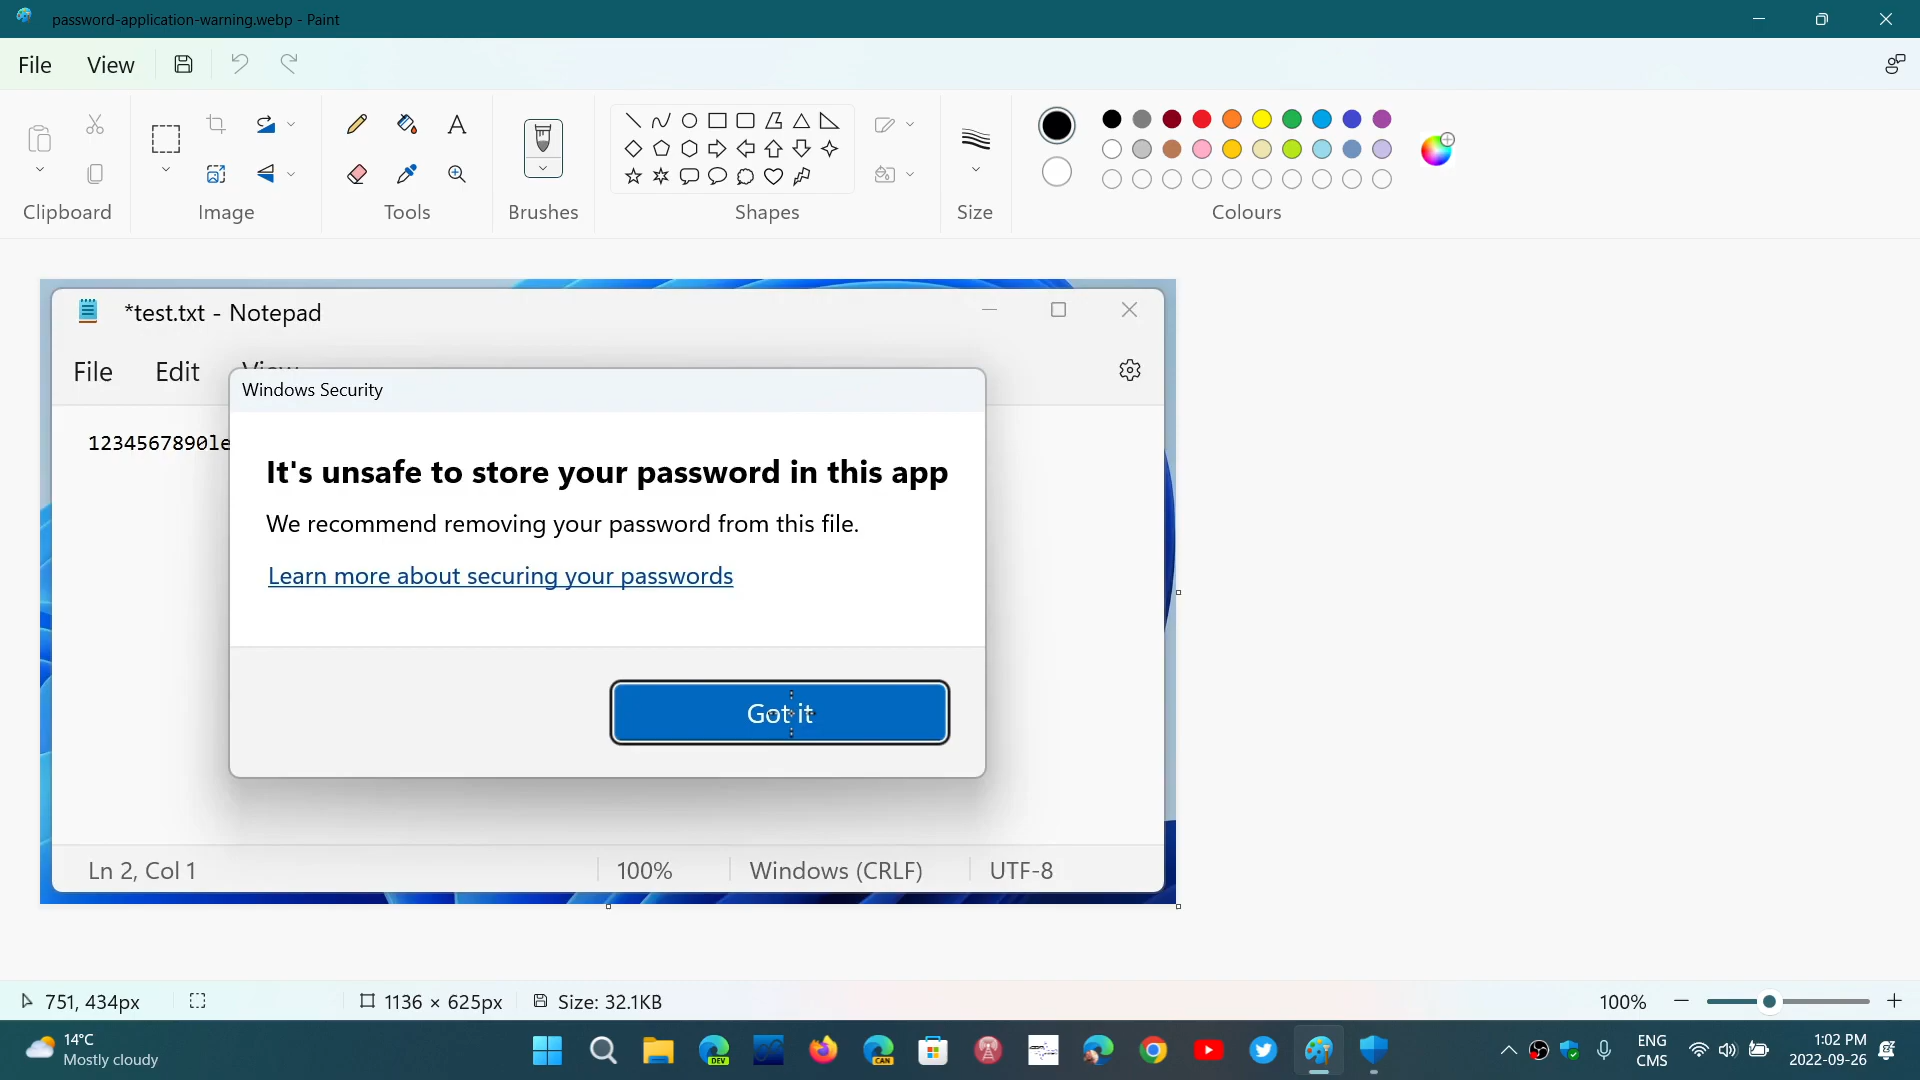 password-application-warning.webp - Paint
File View
Clipboard Image Tools Brushes Shapes Size Colours
*test.txt - Notepad
File Edit View
Windows Security
1234567890le
It's unsafe to store your password in this app
We recommend removing your password from this file.
Learn more about securing your passwords
Got it
Ln 2, Col 1 100% Windows (CRLF) UTF-8
751, 434px 1136 × 625px Size: 32.1KB 100%
14°C
Mostly cloudy
DEV
CAN
ENG
CMS
1:02 PM
2022-09-26